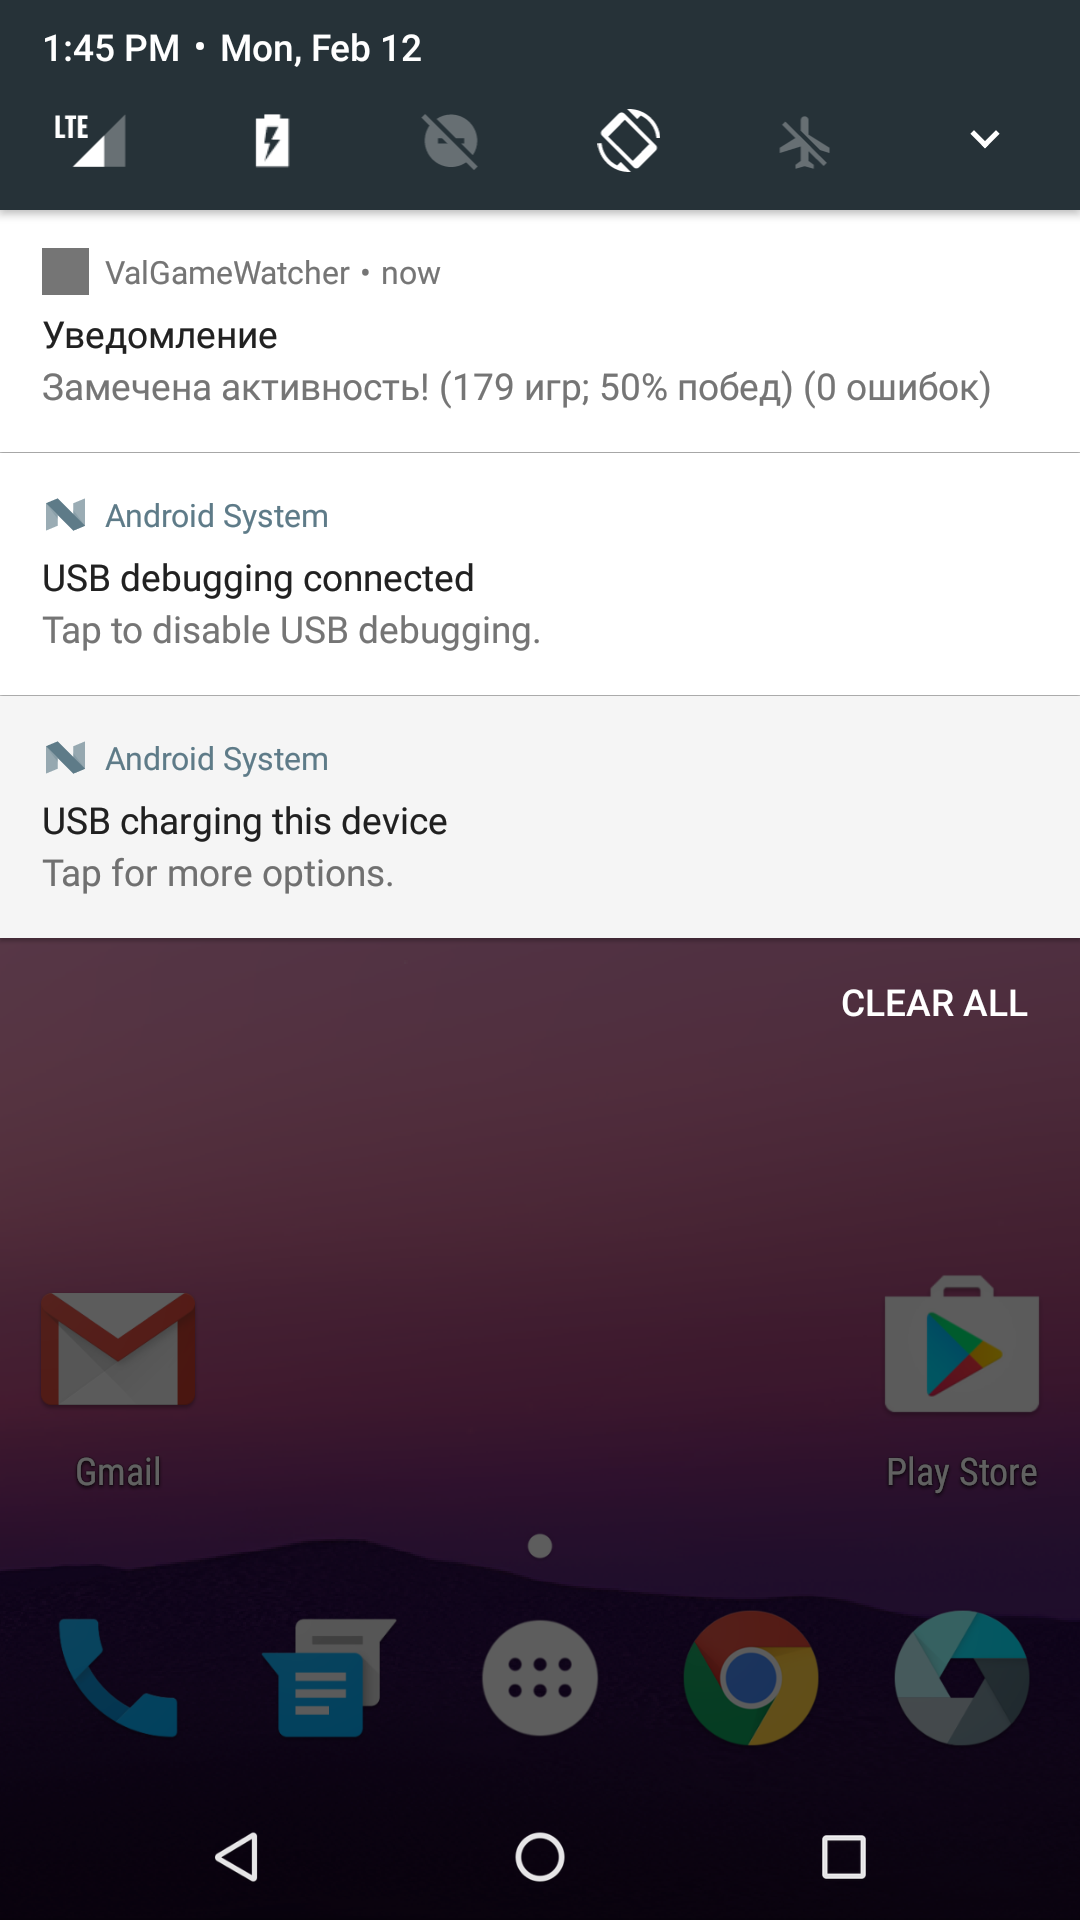 1:45 PM • Mon, Feb 12
LTE
ValGameWatcher • now
Уведомление
Замечена активность! (179 игр; 50% побед) (0 ошибок)
Android System
USB debugging connected
Tap to disable USB debugging.
Android System
USB charging this device
Tap for more options.
CLEAR ALL
Gmail
Play Store